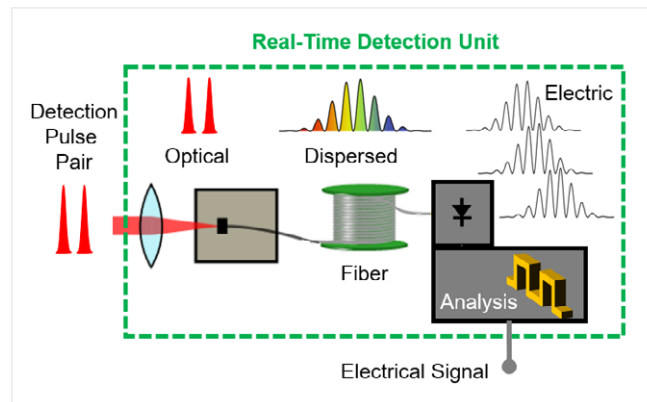 Real-Time Detection Unit
Detection
Pulse
Pair
Optical
Dispersed
Electric
Fiber
Analysis
Electrical Signal